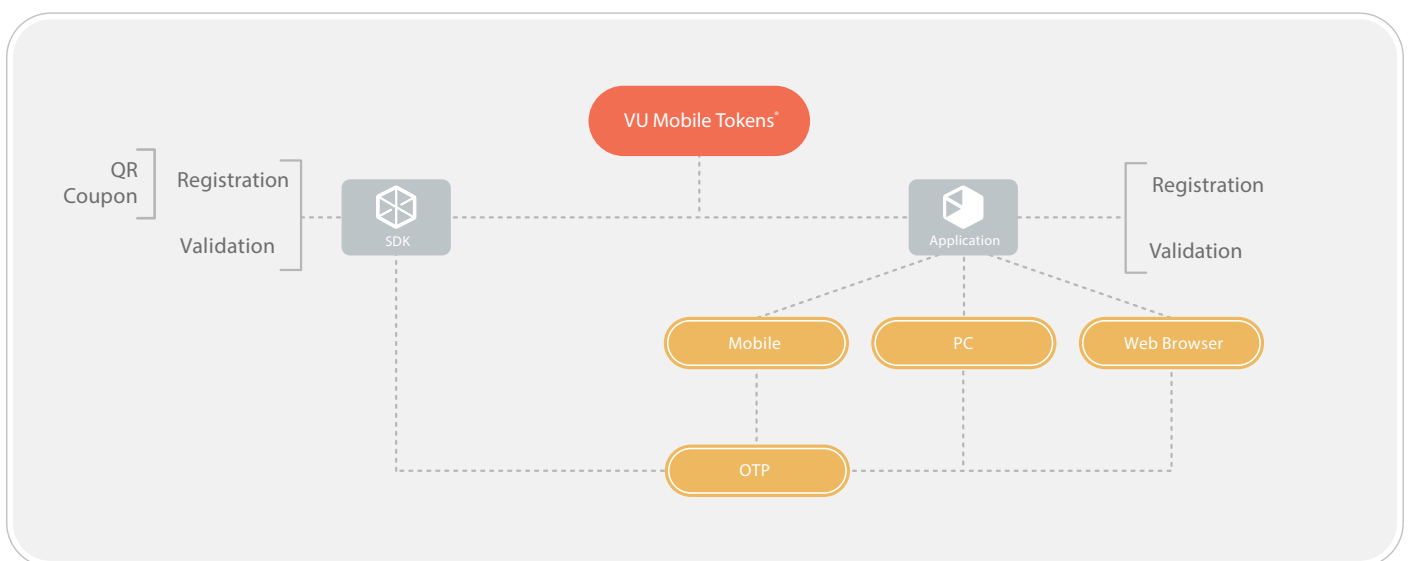 VU Mobile Tokens*
QR
Coupon
Registration
Validation
SDK
Application
Registration
Validation
Mobile
PC
Web Browser
OTP